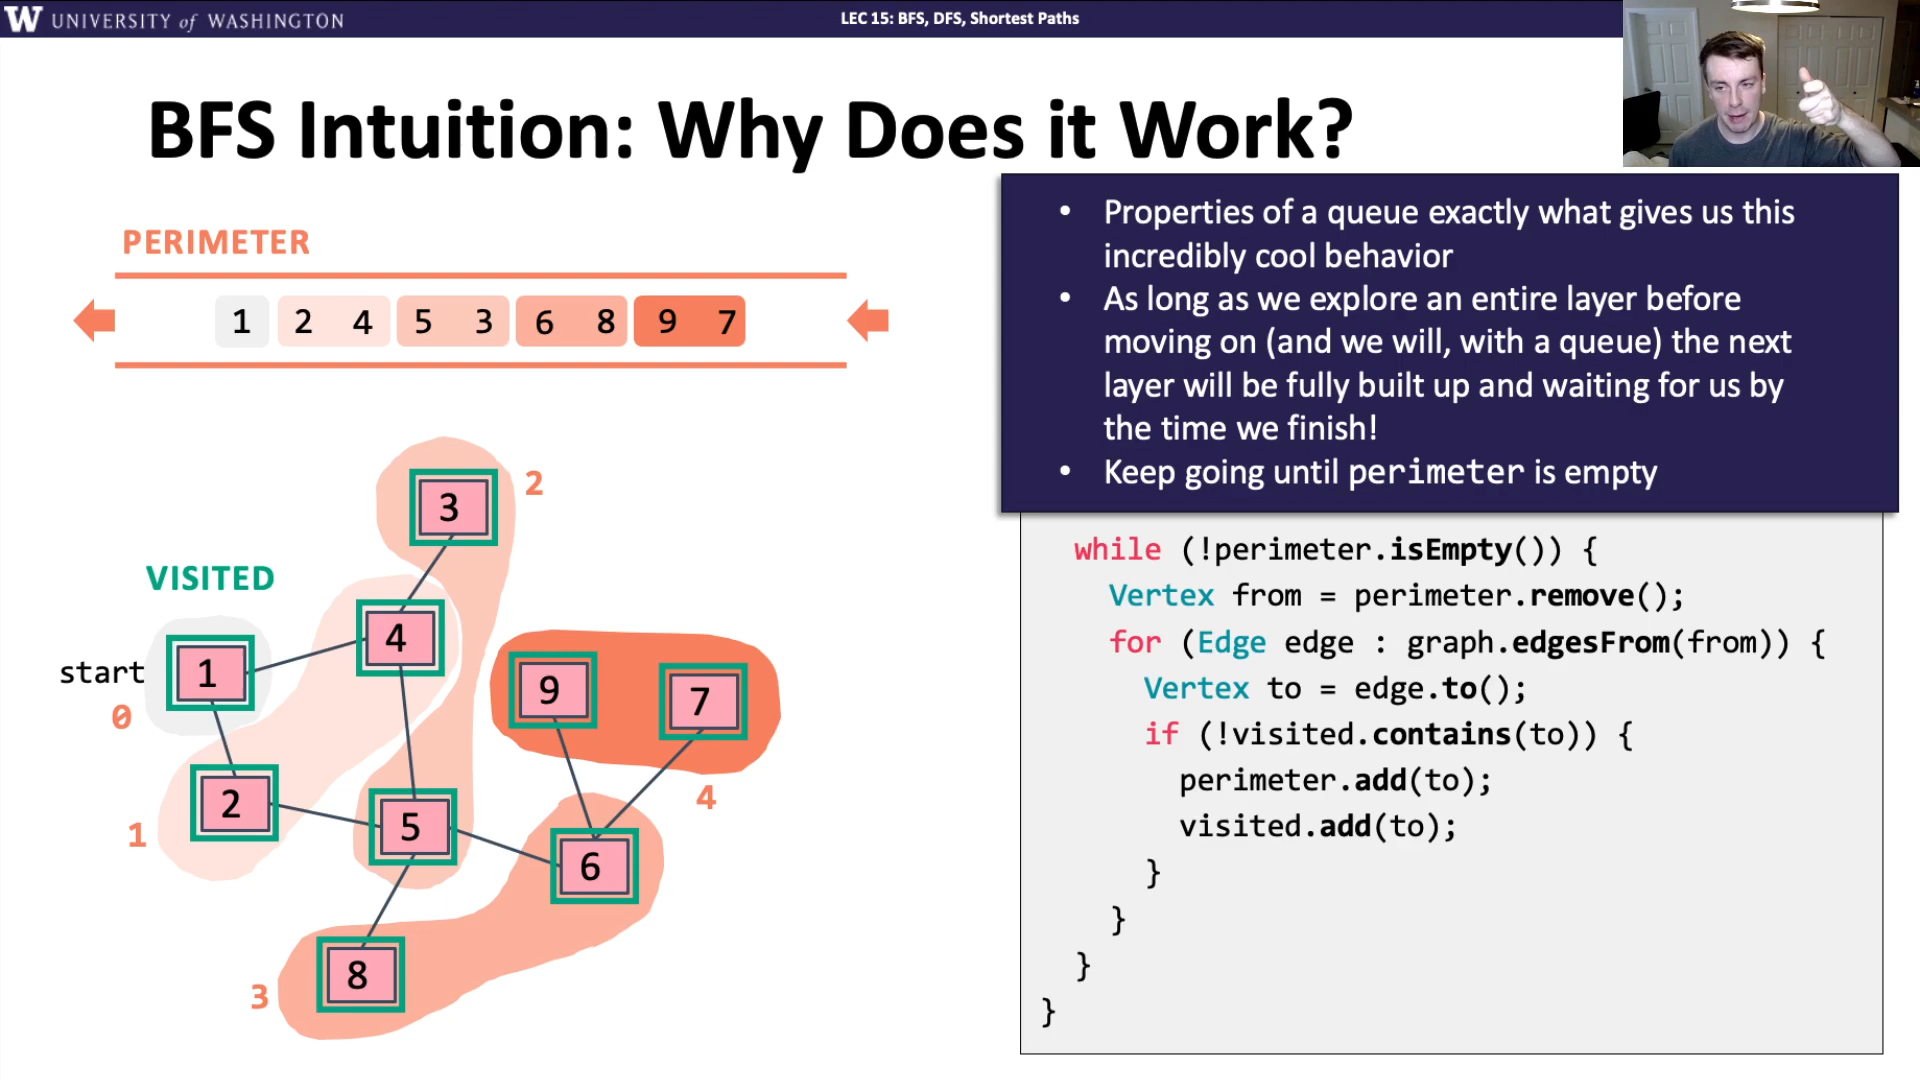 W UNIVERSITY of WASHINGTON
LEC 15: BFS, DFS, Shortest Paths
BFS Intuition: Why Does it Work?
PERIMETER
1 2 4 5 3 6 8 9 7
• Properties of a queue exactly what gives us this
incredibly cool behavior
• As long as we explore an entire layer before
moving on (and we will, with a queue) the next
layer will be fully built up and waiting for us by
the time we finish!
• Keep going until perimeter is empty
VISITED
start
0
1
2
3
4
1
2
3
4
5
6
7
8
9
while (!perimeter.isEmpty()) {
Vertex from = perimeter.remove();
for (Edge edge : graph.edgesFrom(from)) {
Vertex to = edge.to();
if (!visited.contains(to)) {
perimeter.add(to);
visited.add(to);
}
}
}
}